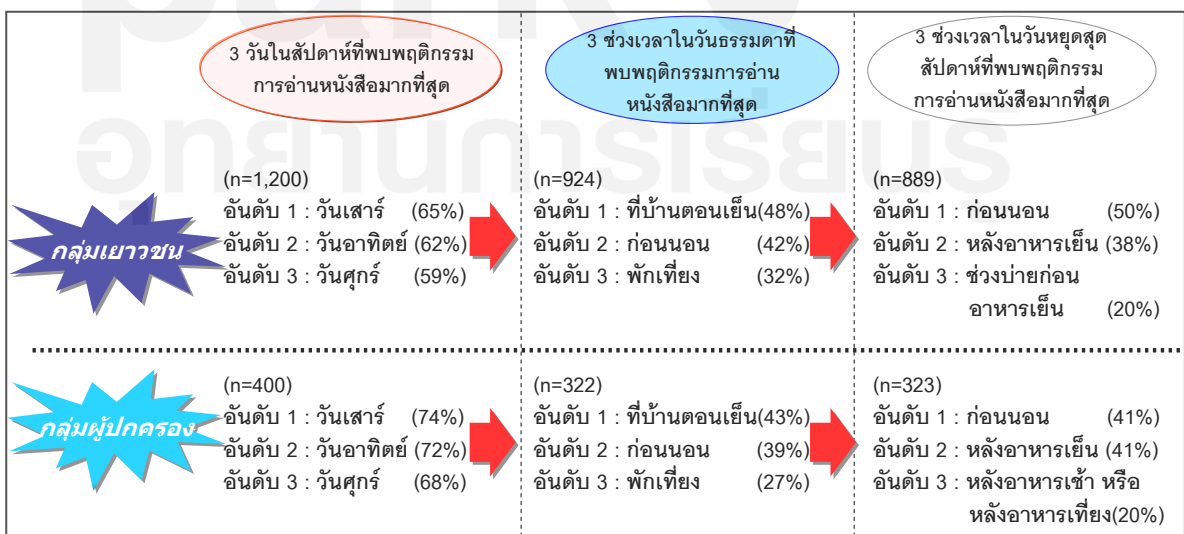 อุทยานการเรียนรู้
3 วันในสัปดาห์ที่พบพฤติกรรม
การอ่านหนังสือมากที่สุด
3 ช่วงเวลาในวันธรรมดาที่
พบพฤติกรรมการอ่าน
หนังสือมากที่สุด
3 ช่วงเวลาในวันหยุดสุด
สัปดาห์ที่พบพฤติกรรม
การอ่านหนังสือมากที่สุด
กลุ่มเยาวชน
(n=1,200)
อันดับ 1 : วันเสาร์ (65%)
อันดับ 2 : วันอาทิตย์ (62%)
อันดับ 3 : วันศุกร์ (59%)
(n=924)
อันดับ 1 : ที่บ้านตอนเย็น(48%)
อันดับ 2 : ก่อนนอน (42%)
อันดับ 3 : พักเที่ยง (32%)
(n=889)
อันดับ 1 : ก่อนนอน (50%)
อันดับ 2 : หลังอาหารเย็น (38%)
อันดับ 3 : ช่วงบ่ายก่อน
อาหารเย็น (20%)
กลุ่มผู้ปกครอง
(n=400)
อันดับ 1 : วันเสาร์ (74%)
อันดับ 2 : วันอาทิตย์ (72%)
อันดับ 3 : วันศุกร์ (68%)
(n=322)
อันดับ 1 : ที่บ้านตอนเย็น(43%)
อันดับ 2 : ก่อนนอน (39%)
อันดับ 3 : พักเที่ยง (27%)
(n=323)
อันดับ 1 : ก่อนนอน (41%)
อันดับ 2 : หลังอาหารเย็น (41%)
อันดับ 3 : หลังอาหารเช้า หรือ
หลังอาหารเที่ยง(20%)